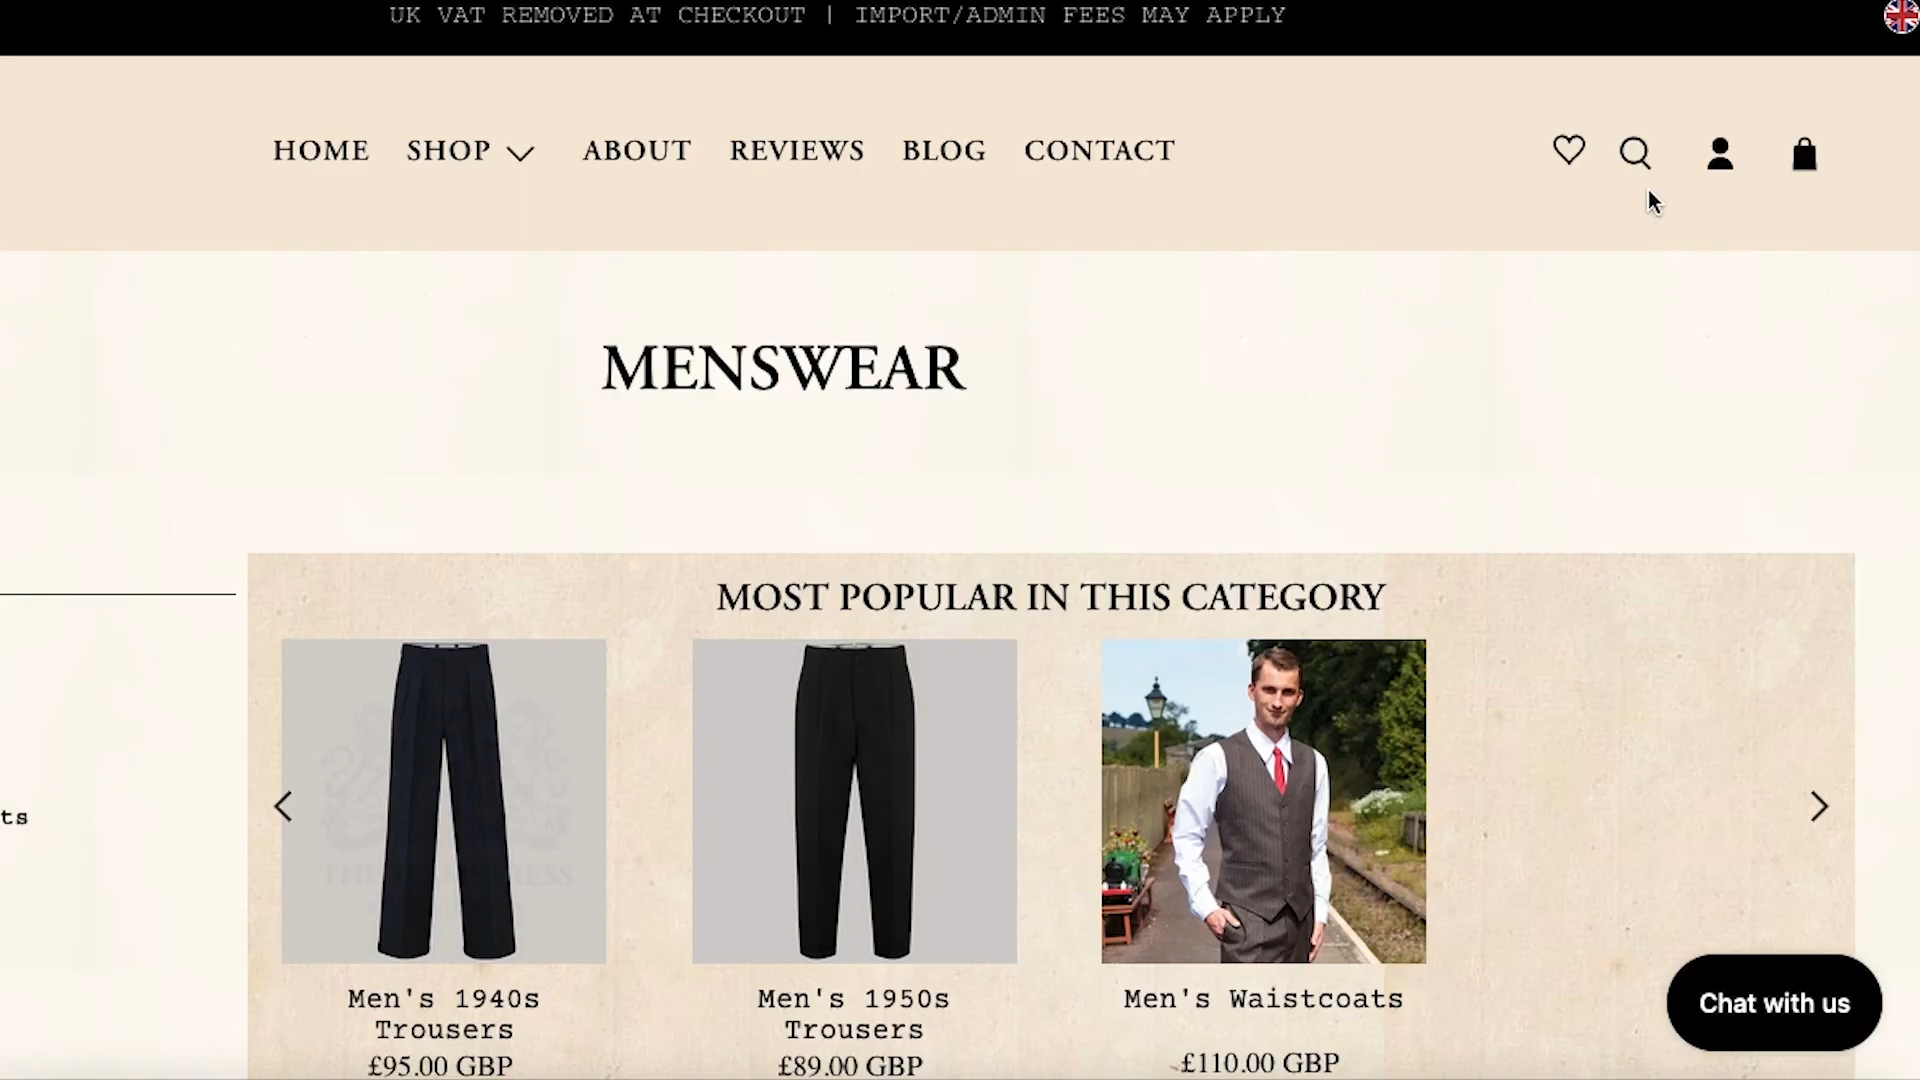 UK VAT REMOVED AT CHECKOUT | IMPORT/ADMIN FEES MAY APPLY
HOME SHOP ABOUT REVIEWS BLOG CONTACT
MENSWEAR
MOST POPULAR IN THIS CATEGORY
ts
Men's 1940s
Trousers
£95.00 GBP
Men's 1950s
Trousers
£89.00 GBP
Men's Waistcoats
£110.00 GBP
Chat with us